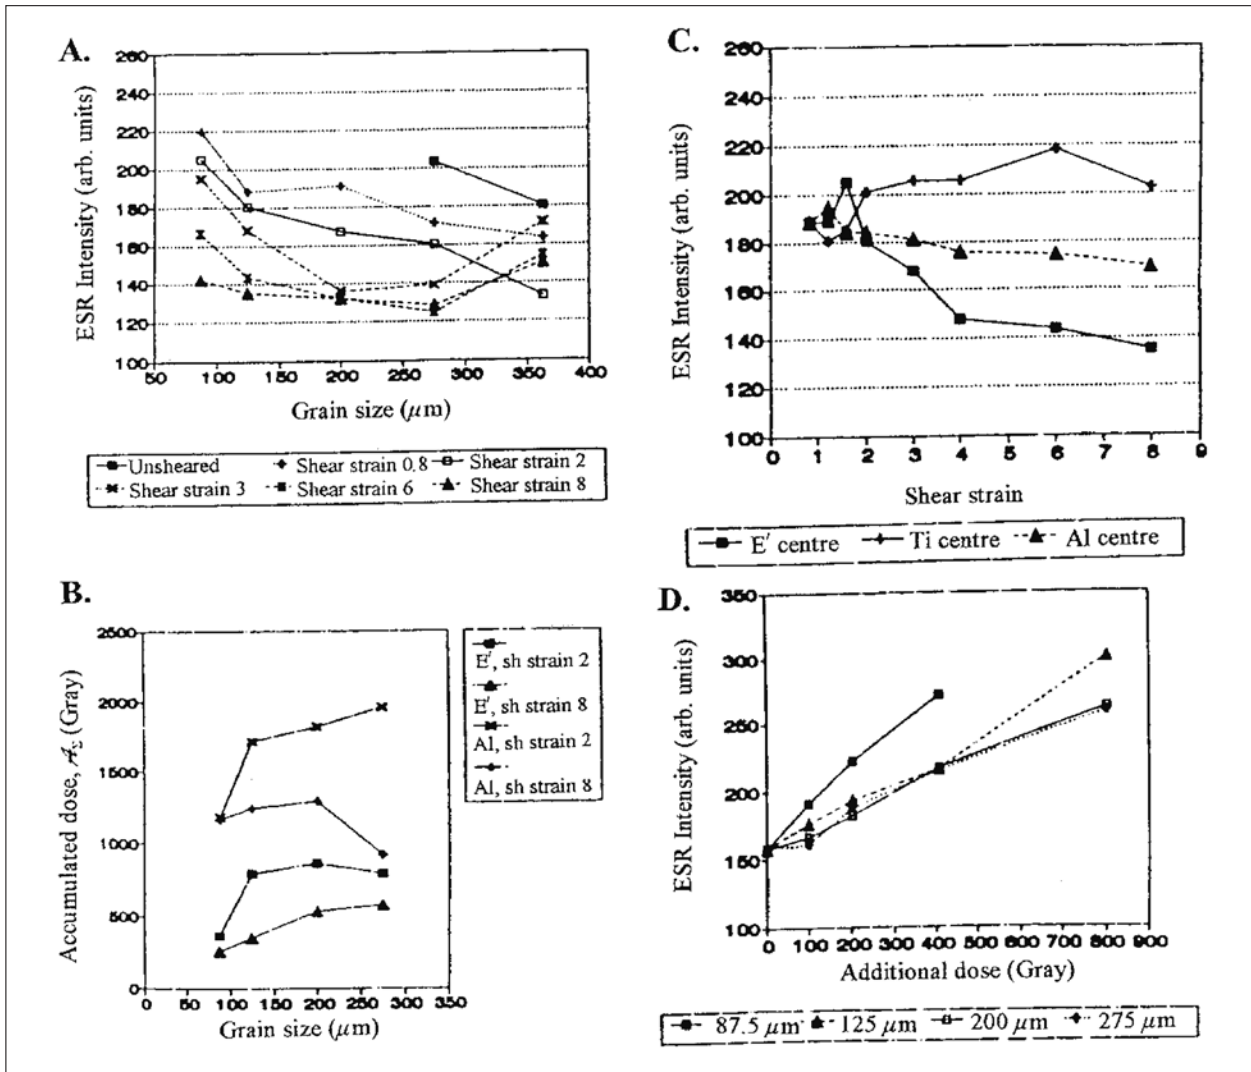 A.
ESR Intensity (arb. units)
260
240
220
200
180
160
140
120
100
50 100 150 200 250 300 350 400
Grain size (μm)
Unsheared Shear strain 0.8 Shear strain 2
Shear strain 3 Shear strain 6 Shear strain 8
B.
Accumulated dose, 𝒜Σ (Gray)
2500
2000
1500
1000
500
0
0 50 100 150 200 250 300 350
Grain size (μm)
E′, sh strain 2
E′, sh strain 8
Al, sh strain 2
Al, sh strain 8
C.
ESR Intensity (arb. units)
260
240
220
200
180
160
140
120
100
0 1 2 3 4 5 6 7 8 9
Shear strain
E′ centre Ti centre Al centre
D.
ESR Intensity (arb. units)
350
300
250
200
150
100
0 100 200 300 400 500 600 700 800 900
Additional dose (Gray)
87.5 μm 125 μm 200 μm 275 μm